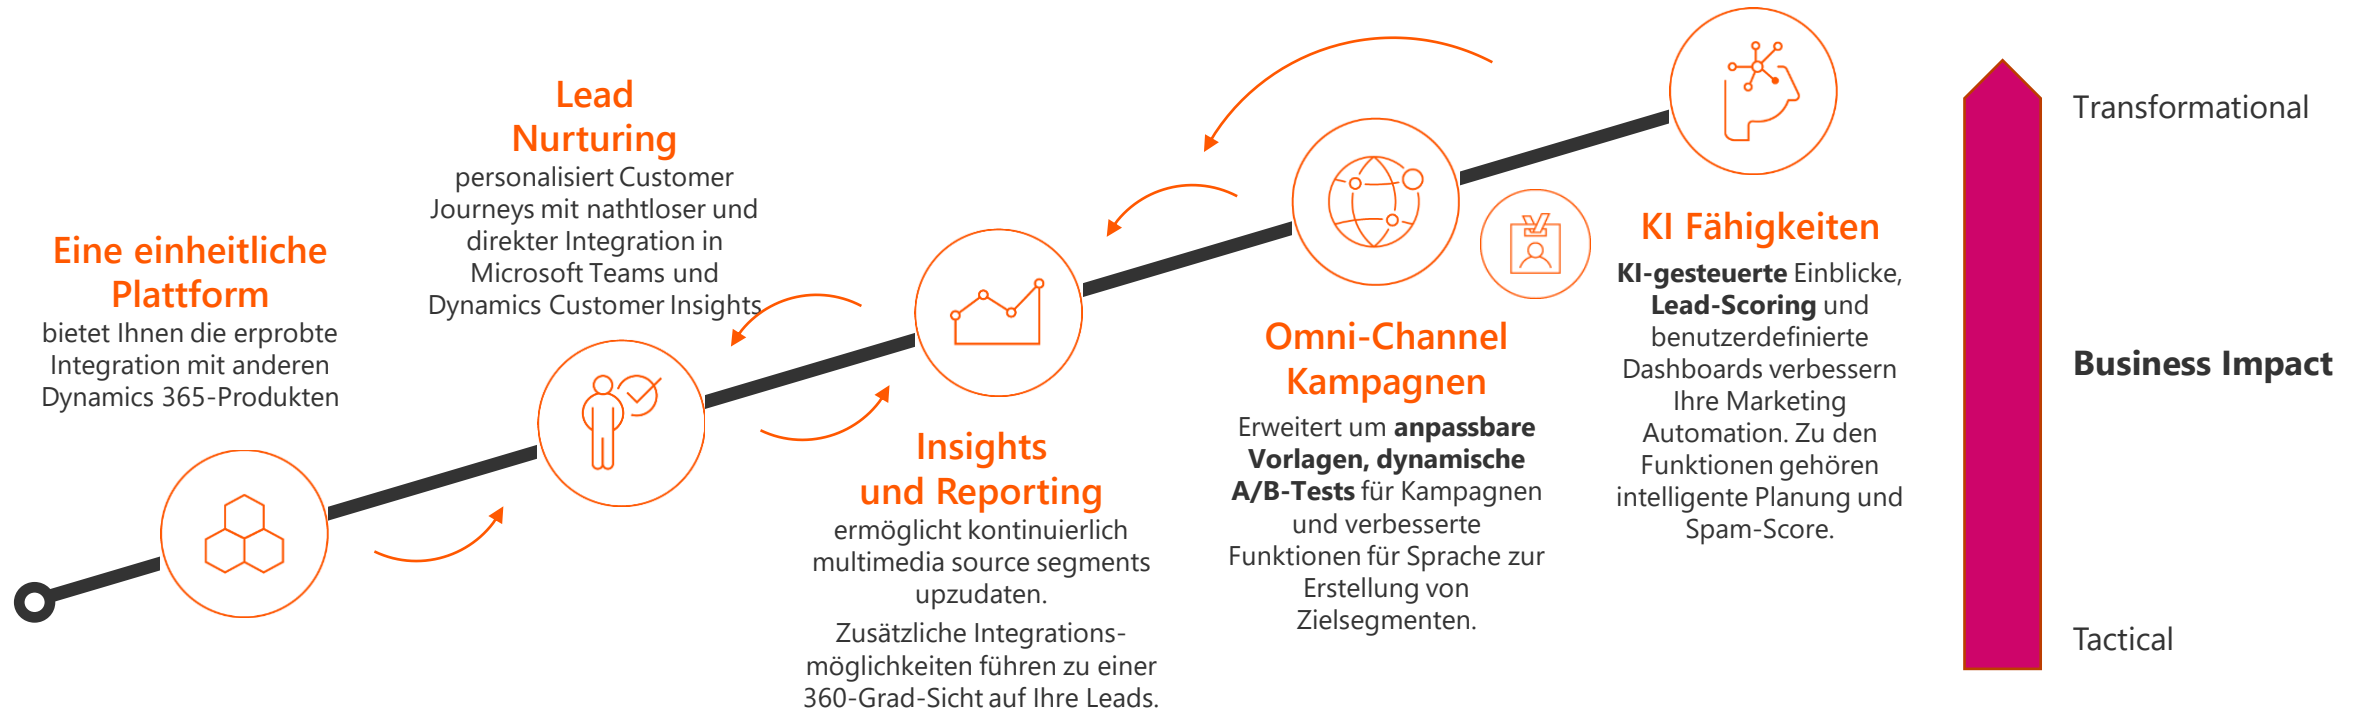 Eine einheitliche
Plattform
bietet Ihnen die erprobte
Integration mit anderen
Dynamics 365-Produkten
Lead
Nurturing
personalisiert Customer
Journeys mit nathtloser und
direkter Integration in
Microsoft Teams und
Dynamics Customer Insights
Insights
und Reporting
ermöglicht kontinuierlich
multimedia source segments
upzudaten.
Zusätzliche Integrations-
möglichkeiten führen zu einer
360-Grad-Sicht auf Ihre Leads.
Omni-Channel
Kampagnen
Erweitert um anpassbare
Vorlagen, dynamische
A/B-Tests für Kampagnen
und verbesserte
Funktionen für Sprache zur
Erstellung von
Zielsegmenten.
KI Fähigkeiten
KI-gesteuerte Einblicke,
Lead-Scoring und
benutzerdefinierte
Dashboards verbessern
Ihre Marketing
Automation. Zu den
Funktionen gehören
intelligente Planung und
Spam-Score.
Transformational
Business Impact
Tactical